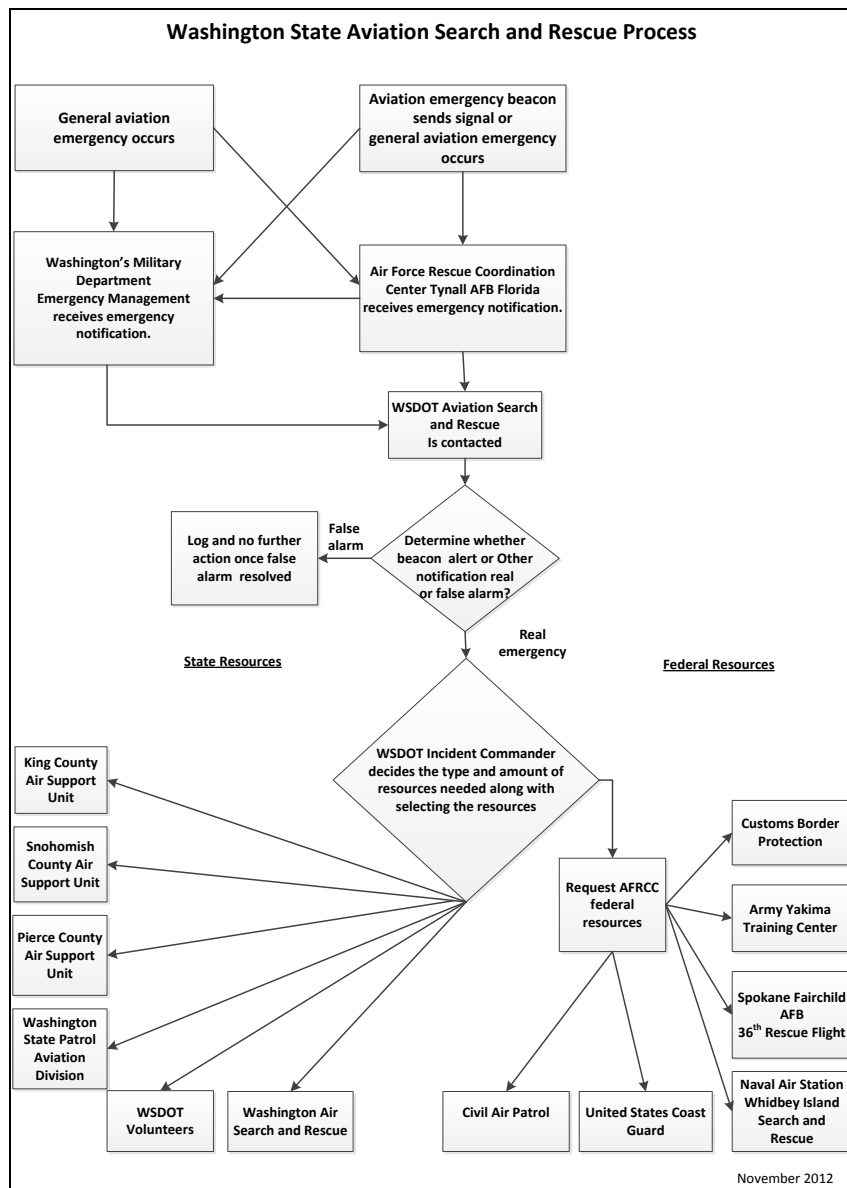 Washington State Aviation Search and Rescue Process
General aviation
emergency occurs
Aviation emergency beacon
sends signal or
general aviation emergency
occurs
Washington’s Military
Department
Emergency Management
receives emergency
notification.
Air Force Rescue Coordination
Center Tynall AFB Florida
receives emergency notification.
WSDOT Aviation Search
and Rescue
Is contacted
Log and no further
action once false
alarm resolved
False
alarm
Determine whether
beacon alert or Other
notification real
or false alarm?
Real
emergency
State Resources
Federal Resources
WSDOT Incident Commander
decides the type and amount of
resources needed along with
selecting the resources
King County
Air Support
Unit
Snohomish
County Air
Support Unit
Pierce County
Air Support
Unit
Washington
State Patrol
Aviation
Division
WSDOT
Volunteers
Washington Air
Search and Rescue
Request AFRCC
federal
resources
Civil Air Patrol
United States Coast
Guard
Customs Border
Protection
Army Yakima
Training Center
Spokane Fairchild
AFB
36th Rescue Flight
Naval Air Station
Whidbey Island
Search and
Rescue
November 2012